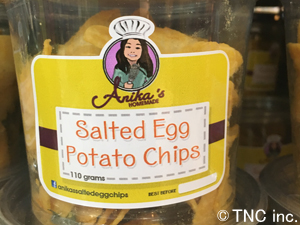 Anika's
HOMEMADE
Salted Egg
Potato Chips
110 grams
anikassaltedeggchips
BEST BEFORE:
© TNC inc.